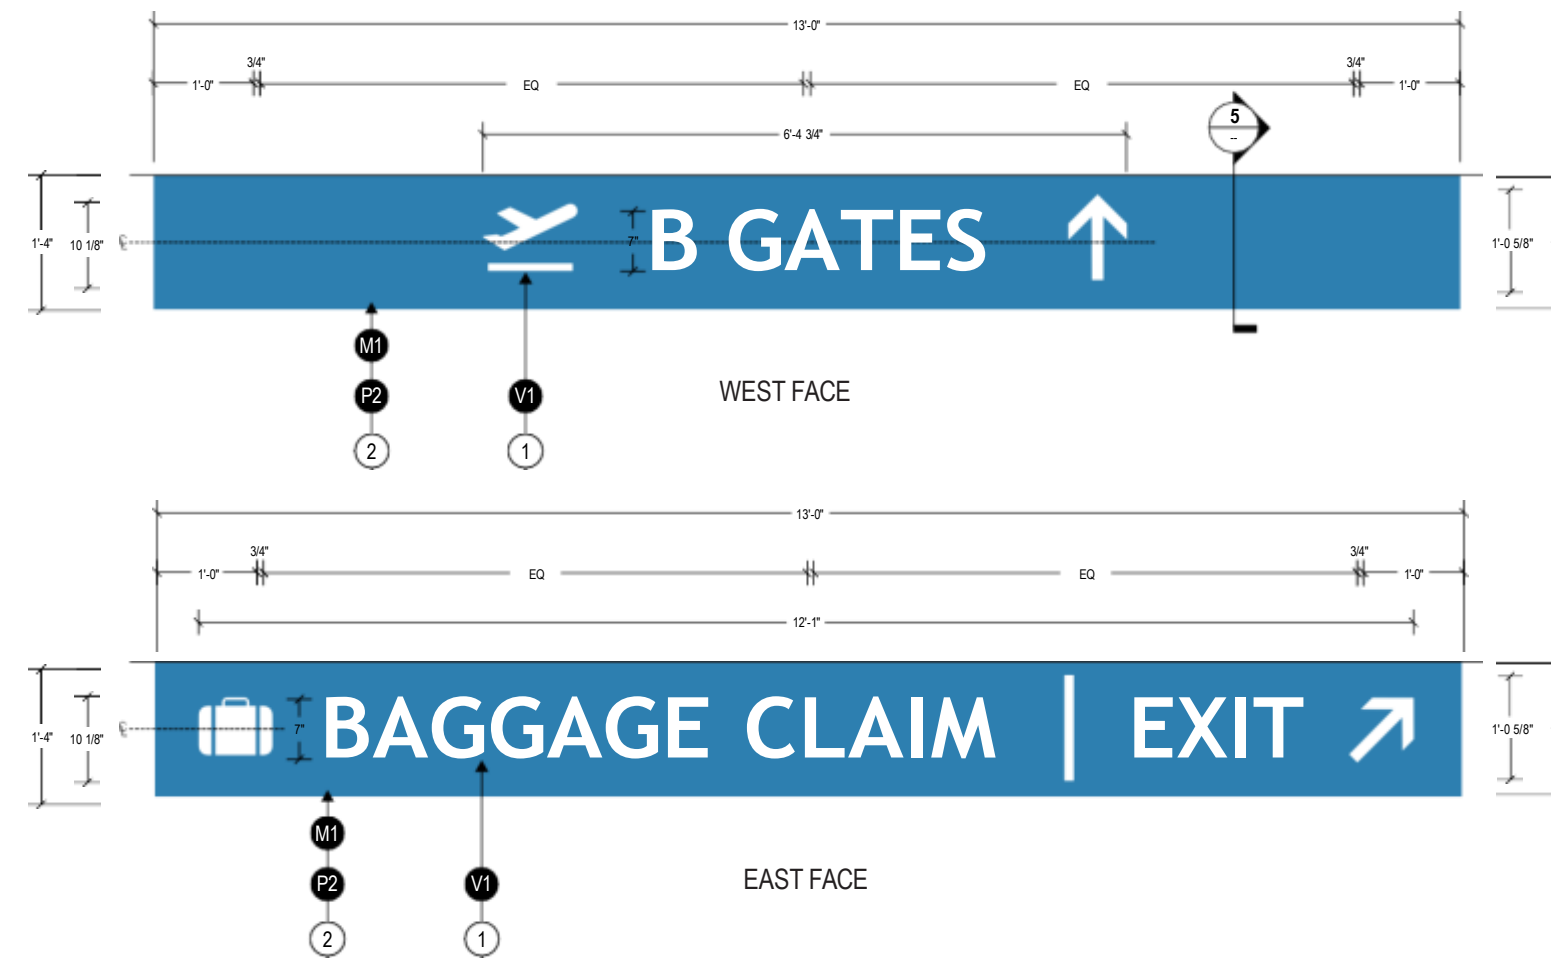 13'-0"
3/4" 3/4"
1'-0" EQ EQ 1'-0"
5
--
6'-4 3/4"
1'-4" 10 1/8" 7" B GATES 1'-0 5/8"
M1
P2 V1 WEST FACE
2 1
13'-0"
3/4" 3/4"
1'-0" EQ EQ 1'-0"
12'-1"
1'-4" 10 1/8" 7" BAGGAGE CLAIM EXIT 1'-0 5/8"
M1
P2 V1 EAST FACE
2 1